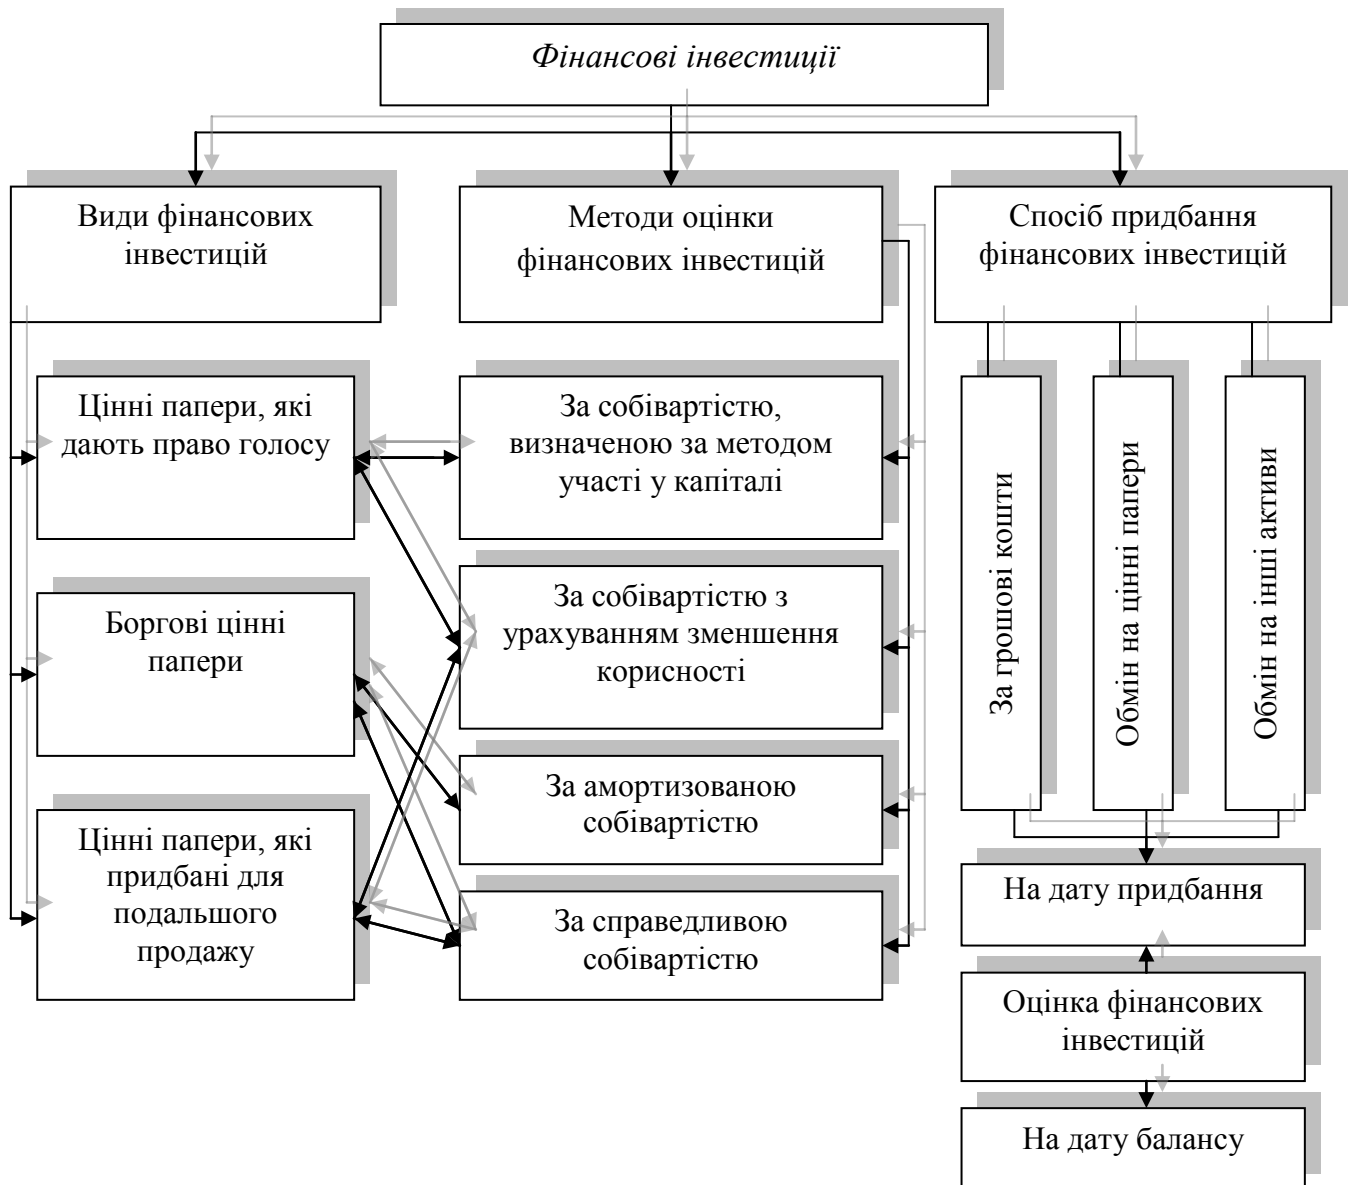 Фінансові інвестиції
Види фінансових
інвестицій
Методи оцінки
фінансових інвестицій
Спосіб придбання
фінансових інвестицій
Цінні папери, які
дають право голосу
Боргові цінні
папери
Цінні папери, які
придбані для
подальшого
продажу
За собівартістю,
визначеною за методом
участі у капіталі
За собівартістю з
урахуванням зменшення
корисності
За амортизованою
собівартістю
За справедливою
собівартістю
За грошові кошти
Обмін на цінні папери
Обмін на інші активи
На дату придбання
Оцінка фінансових
інвестицій
На дату балансу